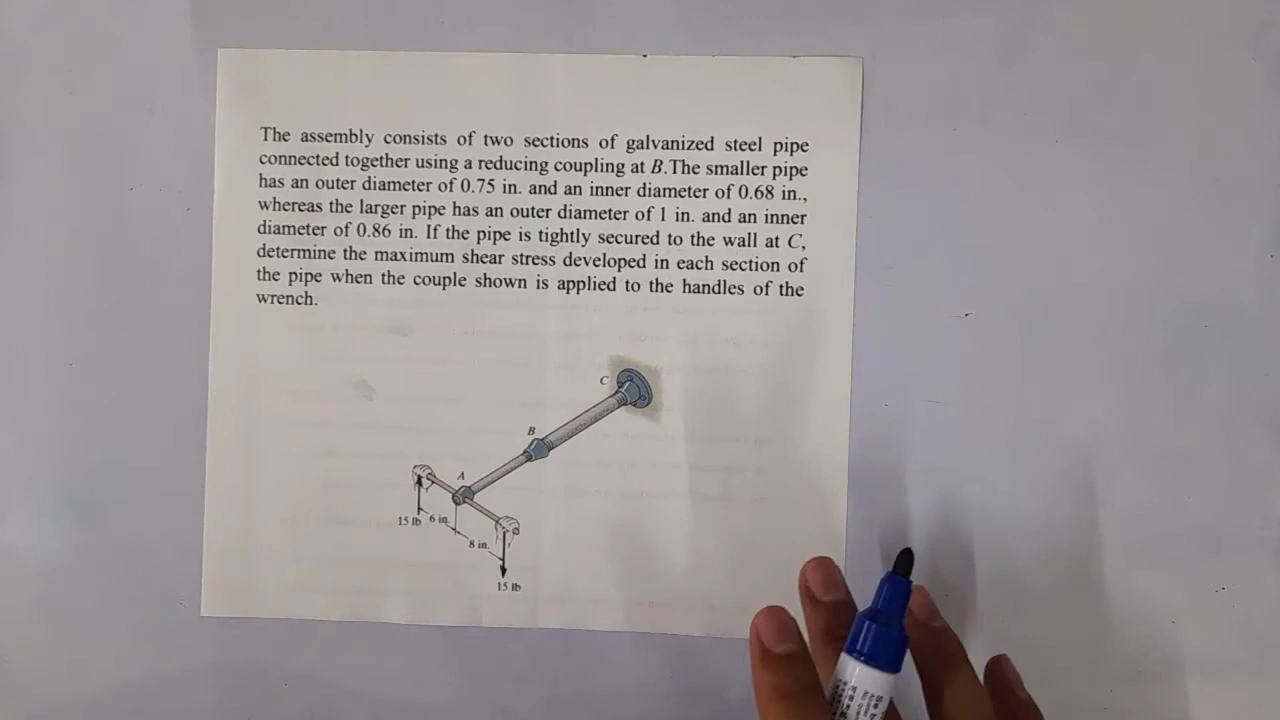 The assembly consists of two sections of galvanized steel pipe
connected together using a reducing coupling at B.The smaller pipe
has an outer diameter of 0.75 in. and an inner diameter of 0.68 in.,
whereas the larger pipe has an outer diameter of 1 in. and an inner
diameter of 0.86 in. If the pipe is tightly secured to the wall at C,
determine the maximum shear stress developed in each section of
the pipe when the couple shown is applied to the handles of the
wrench.
C
B
A
15 lb
6 in.
8 in.
15 lb